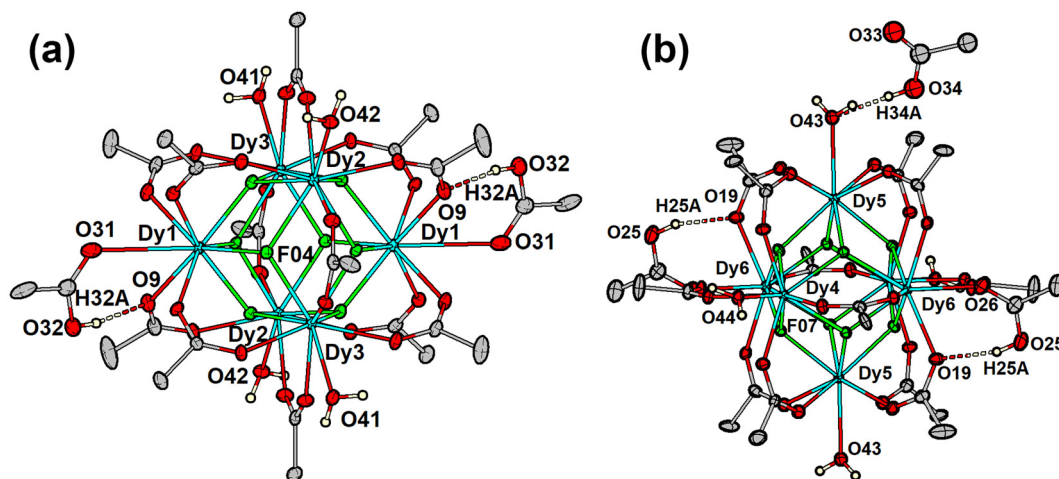 (a)
O41
O42
Dy3
Dy2
O32
H32A
O9
O31
Dy1
Dy1
O31
F04
O9
H32A
O32
Dy2
Dy3
O42
O41
(b)
O33
O34
O43
H34A
O19
H25A
Dy5
O25
Dy6
Dy4
O26
O44
Dy6
F07
O25
Dy5
O19
H25A
O43